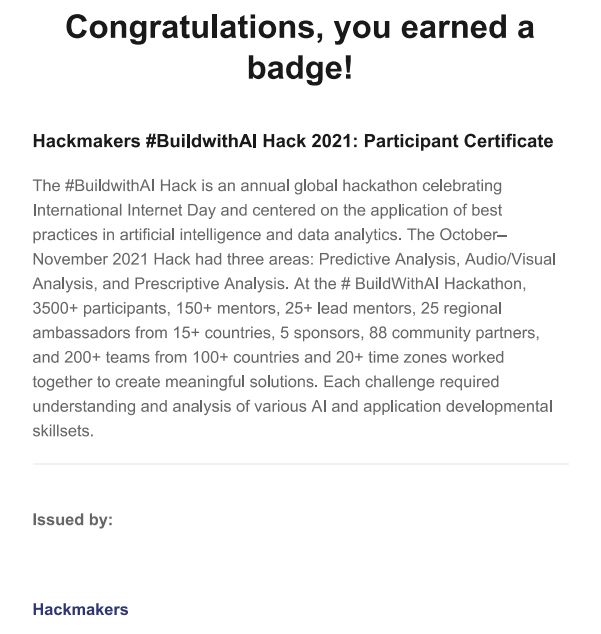 Congratulations, you earned a
badge!
Hackmakers #BuildwithAI Hack 2021: Participant Certificate
The #BuildwithAI Hack is an annual global hackathon celebrating
International Internet Day and centered on the application of best
practices in artificial intelligence and data analytics. The October–
November 2021 Hack had three areas: Predictive Analysis, Audio/Visual
Analysis, and Prescriptive Analysis. At the # BuildWithAI Hackathon,
3500+ participants, 150+ mentors, 25+ lead mentors, 25 regional
ambassadors from 15+ countries, 5 sponsors, 88 community partners,
and 200+ teams from 100+ countries and 20+ time zones worked
together to create meaningful solutions. Each challenge required
understanding and analysis of various AI and application developmental
skillsets.
Issued by:
Hackmakers